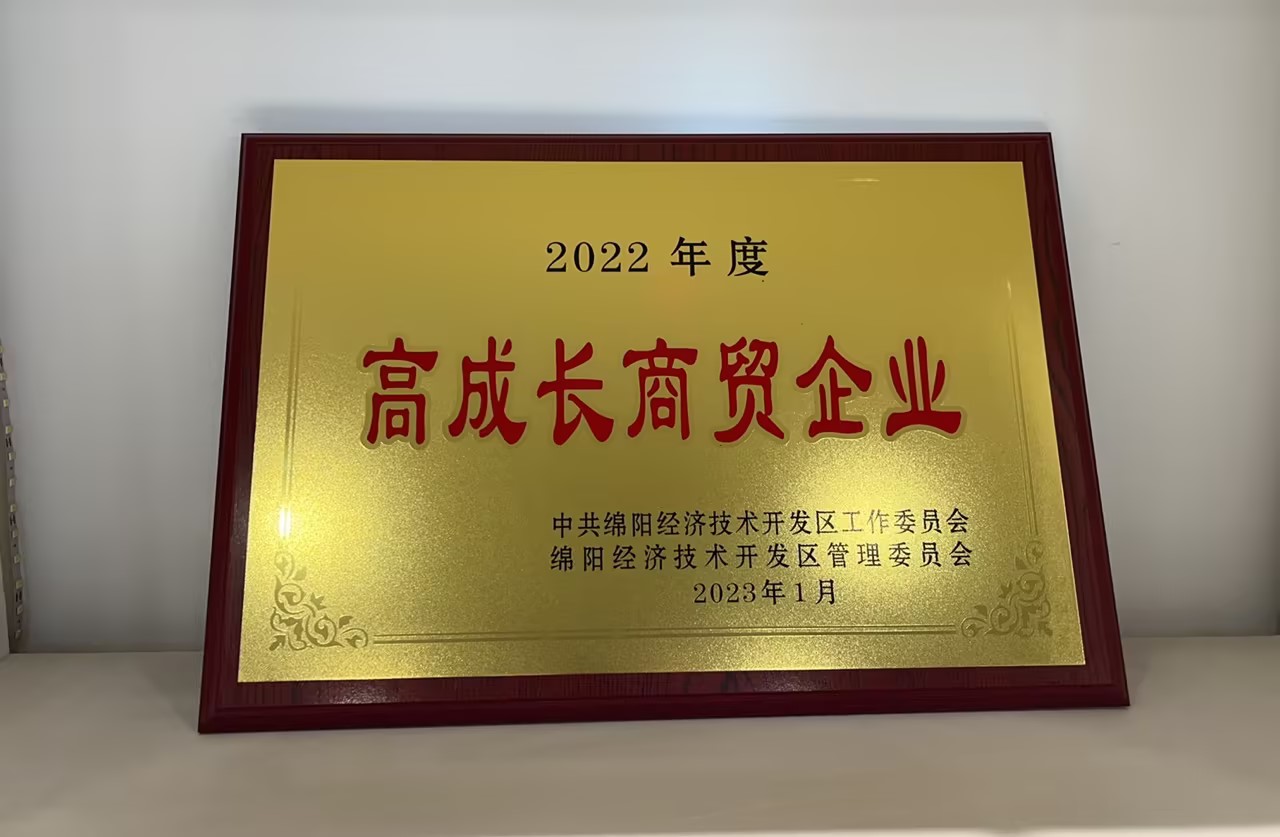 2022 年度
高成长商贸企业
中共绵阳经济技术开发区工作委员会
绵阳经济技术开发区管理委员会
2023年1月